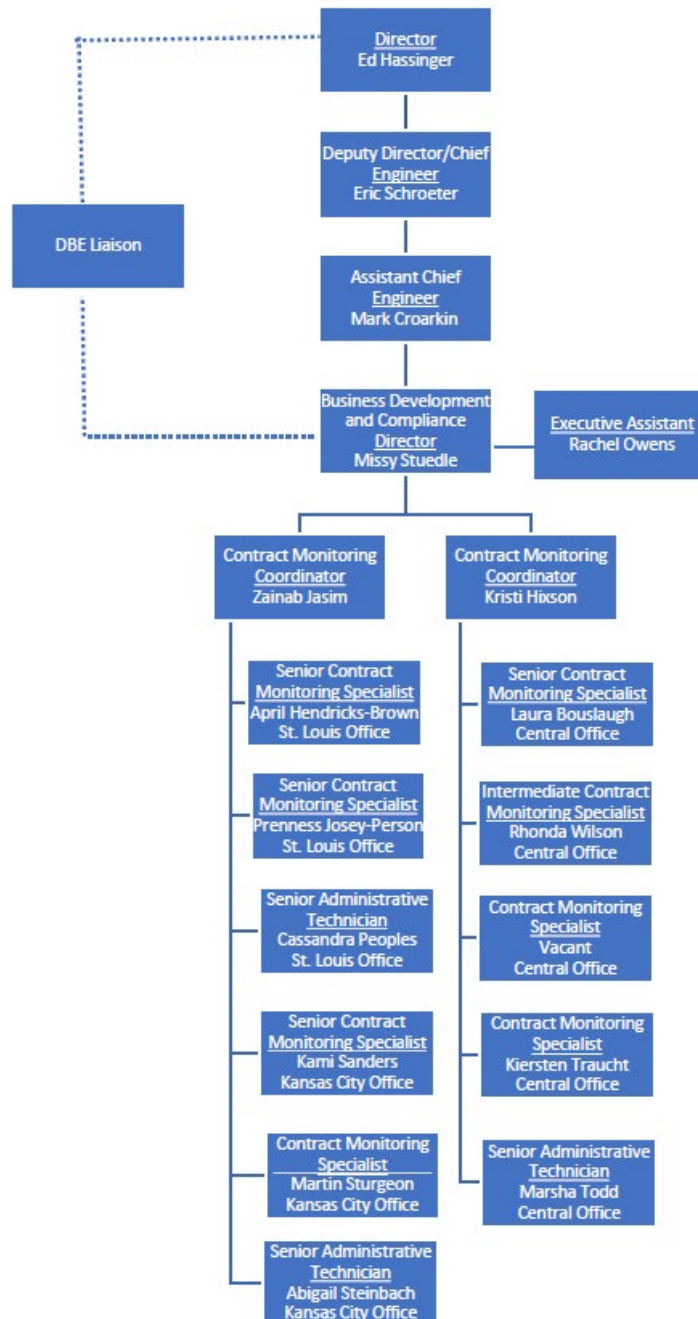 Director
Ed Hassinger
Deputy Director/Chief
Engineer
Eric Schroeter
DBE Liaison
Assistant Chief
Engineer
Mark Croarkin
Business Development
and Compliance
Director
Missy Stuedle
Executive Assistant
Rachel Owens
Contract Monitoring
Coordinator
Zainab Jasim
Contract Monitoring
Coordinator
Kristi Hixson
Senior Contract
Monitoring Specialist
April Hendricks-Brown
St. Louis Office
Senior Contract
Monitoring Specialist
Prenness Josey-Person
St. Louis Office
Senior Administrative
Technician
Cassandra Peoples
St. Louis Office
Senior Contract
Monitoring Specialist
Kami Sanders
Kansas City Office
Contract Monitoring
Specialist
Martin Sturgeon
Kansas City Office
Senior Administrative
Technician
Abigail Steinbach
Kansas City Office
Senior Contract
Monitoring Specialist
Laura Bouslaugh
Central Office
Intermediate Contract
Monitoring Specialist
Rhonda Wilson
Central Office
Contract Monitoring
Specialist
Vacant
Central Office
Contract Monitoring
Specialist
Kiersten Traucht
Central Office
Senior Administrative
Technician
Marsha Todd
Central Office